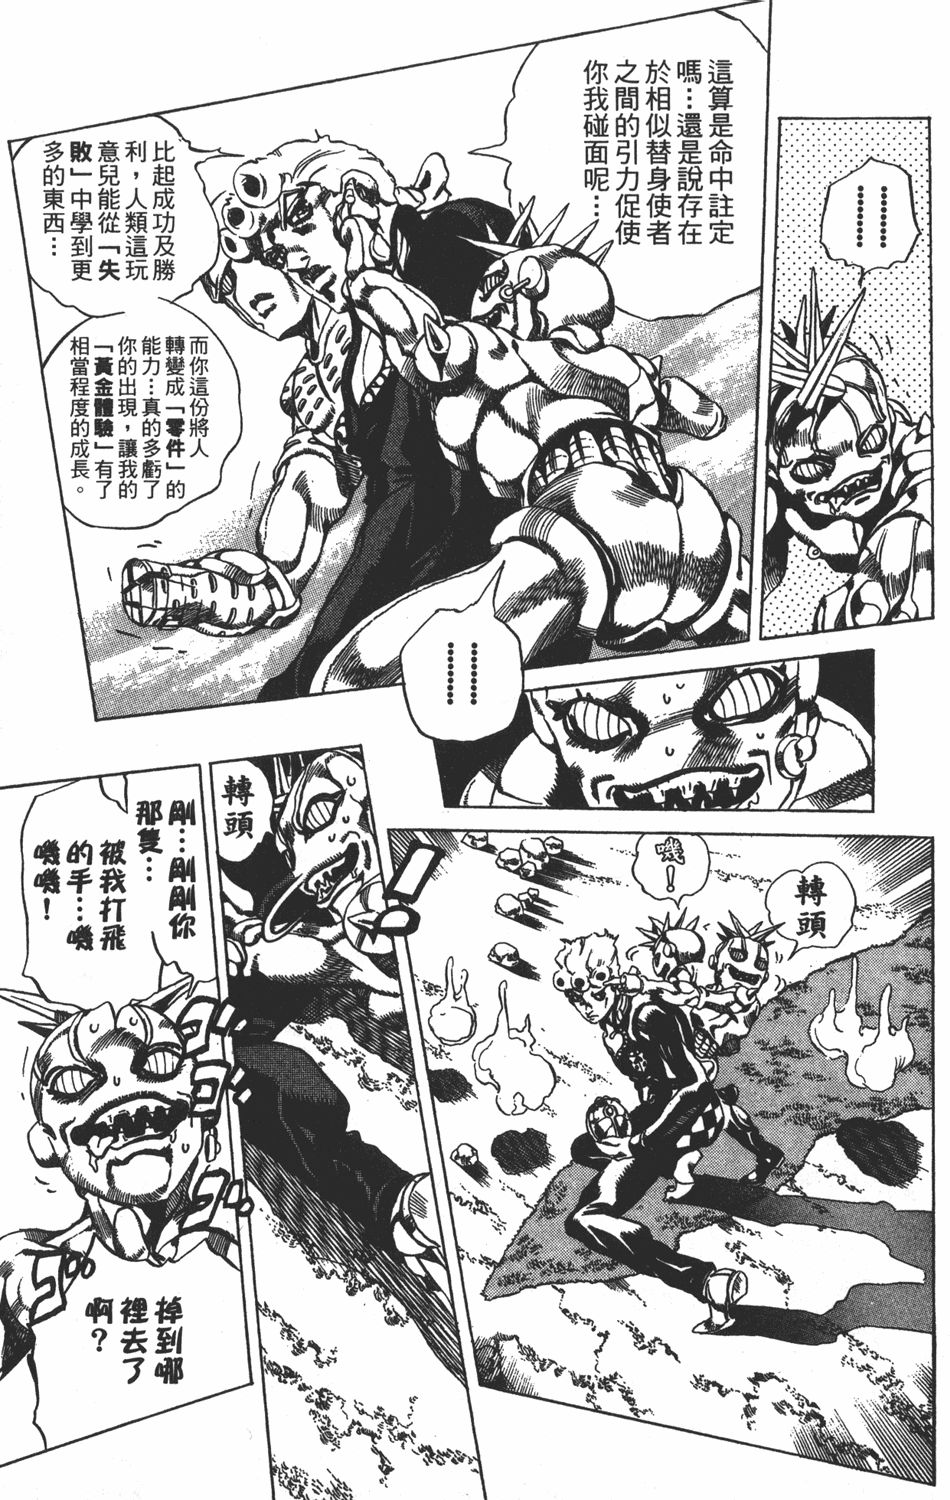 ………
這算是命中註定
嗎…還是說存在
於相似替身使者
之間的引力促使
你我碰面呢…
比起成功及勝
利，人類這玩
意兒能從「失
敗」中學到更
多的東西…
而你這份將人
轉變成「零件」的
能力…真的多虧了
你的出現，讓我的
「黃金體驗」有了
相當程度的成長。
………
轉頭
嘰！
轉頭
剛…剛剛你
那隻…
被我打飛
的手…嘰
嘰嘰！
掉到哪
裡去了
啊？
ゴゴゴゴ